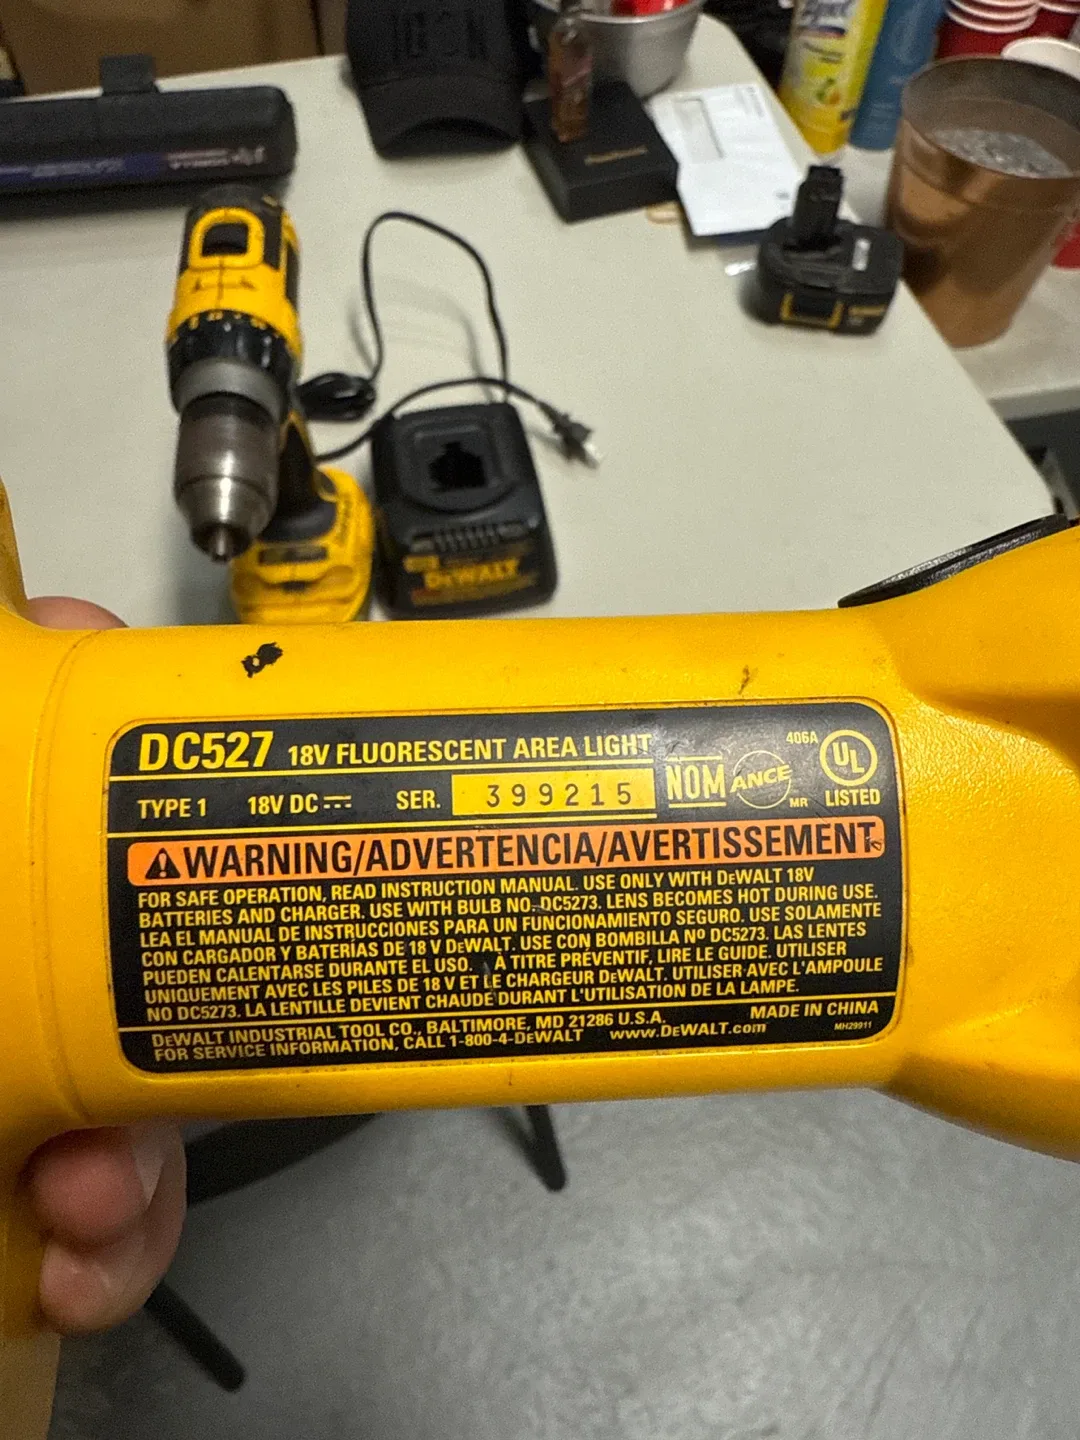 ICON
Lysol
DEWALT
DC527 18V FLUORESCENT AREA LIGHT
406A
UL
LISTED
TYPE 1 18V DC SER. 399215 NOM ANCE MR
⚠WARNING/ADVERTENCIA/AVERTISSEMENT
FOR SAFE OPERATION, READ INSTRUCTION MANUAL. USE ONLY WITH DEWALT 18V
BATTERIES AND CHARGER. USE WITH BULB NO. DC5273. LENS BECOMES HOT DURING USE.
LEA EL MANUAL DE INSTRUCCIONES PARA UN FUNCIONAMIENTO SEGURO. USE SOLAMENTE
CON CARGADOR Y BATERÍAS DE 18 V DEWALT. USE CON BOMBILLA Nº DC5273. LAS LENTES
PUEDEN CALENTARSE DURANTE EL USO. À TITRE PRÉVENTIF, LIRE LE GUIDE. UTILISER
UNIQUEMENT AVEC LES PILES DE 18 V ET LE CHARGEUR DEWALT. UTILISER AVEC L'AMPOULE
NO DC5273. LA LENTILLE DEVIENT CHAUDE DURANT L'UTILISATION DE LA LAMPE.
DEWALT INDUSTRIAL TOOL CO., BALTIMORE, MD 21286 U.S.A. MADE IN CHINA
FOR SERVICE INFORMATION, CALL 1-800-4-DEWALT www.DEWALT.com MH29911